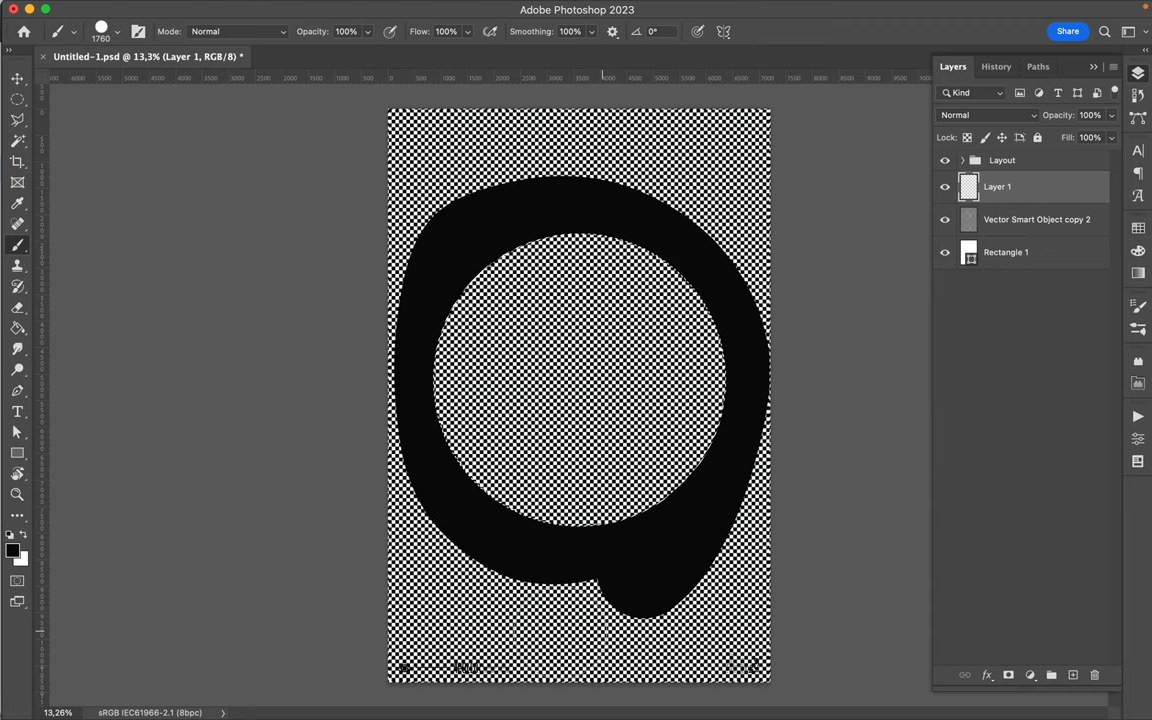 Adobe Photoshop 2023
1760
Mode: Normal
Opacity: 100%
Flow: 100%
Smoothing: 100%
0°
Share
Untitled-1.psd @ 13,3% (Layer 1, RGB/8) *
Layers
History
Paths
Kind
Normal
Opacity: 100%
Lock:
Fill: 100%
Layout
Layer 1
Vector Smart Object copy 2
Rectangle 1
fx
13,26%
sRGB IEC61966-2.1 (8bpc)